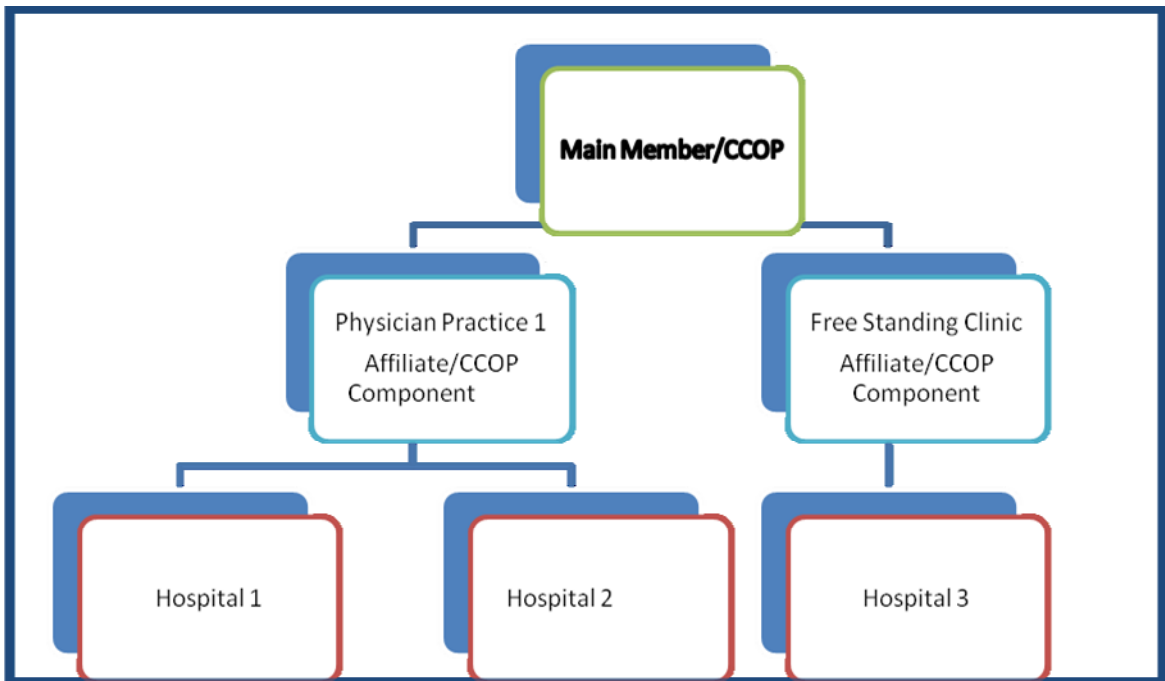 Main Member/CCOP
Physician Practice 1
Affiliate/CCOP
Component
Free Standing Clinic
Affiliate/CCOP
Component
Hospital 1
Hospital 2
Hospital 3